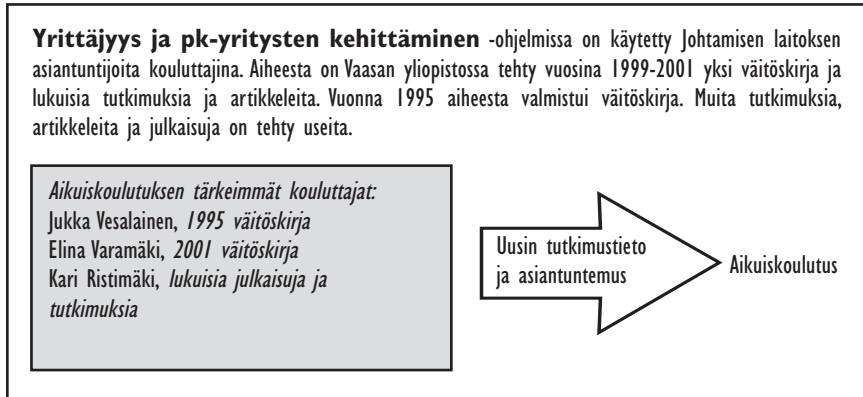 Yrittäjyys ja pk-yritysten kehittäminen -ohjelmissa on käytetty Johtamisen laitoksen
asiantuntijoita kouluttajina. Aiheesta on Vaasan yliopistossa tehty vuosina 1999-2001 yksi väitöskirja ja
lukuisia tutkimuksia ja artikkeleita. Vuonna 1995 aiheesta valmistui väitöskirja. Muita tutkimuksia,
artikkeleita ja julkaisuja on tehty useita.
Aikuiskoulutuksen tärkeimmät kouluttajat:
Jukka Vesalainen, 1995 väitöskirja
Elina Varamäki, 2001 väitöskirja
Kari Ristimäki, lukuisia julkaisuja ja
tutkimuksia
Uusin tutkimustieto
ja asiantuntemus
Aikuiskoulutus